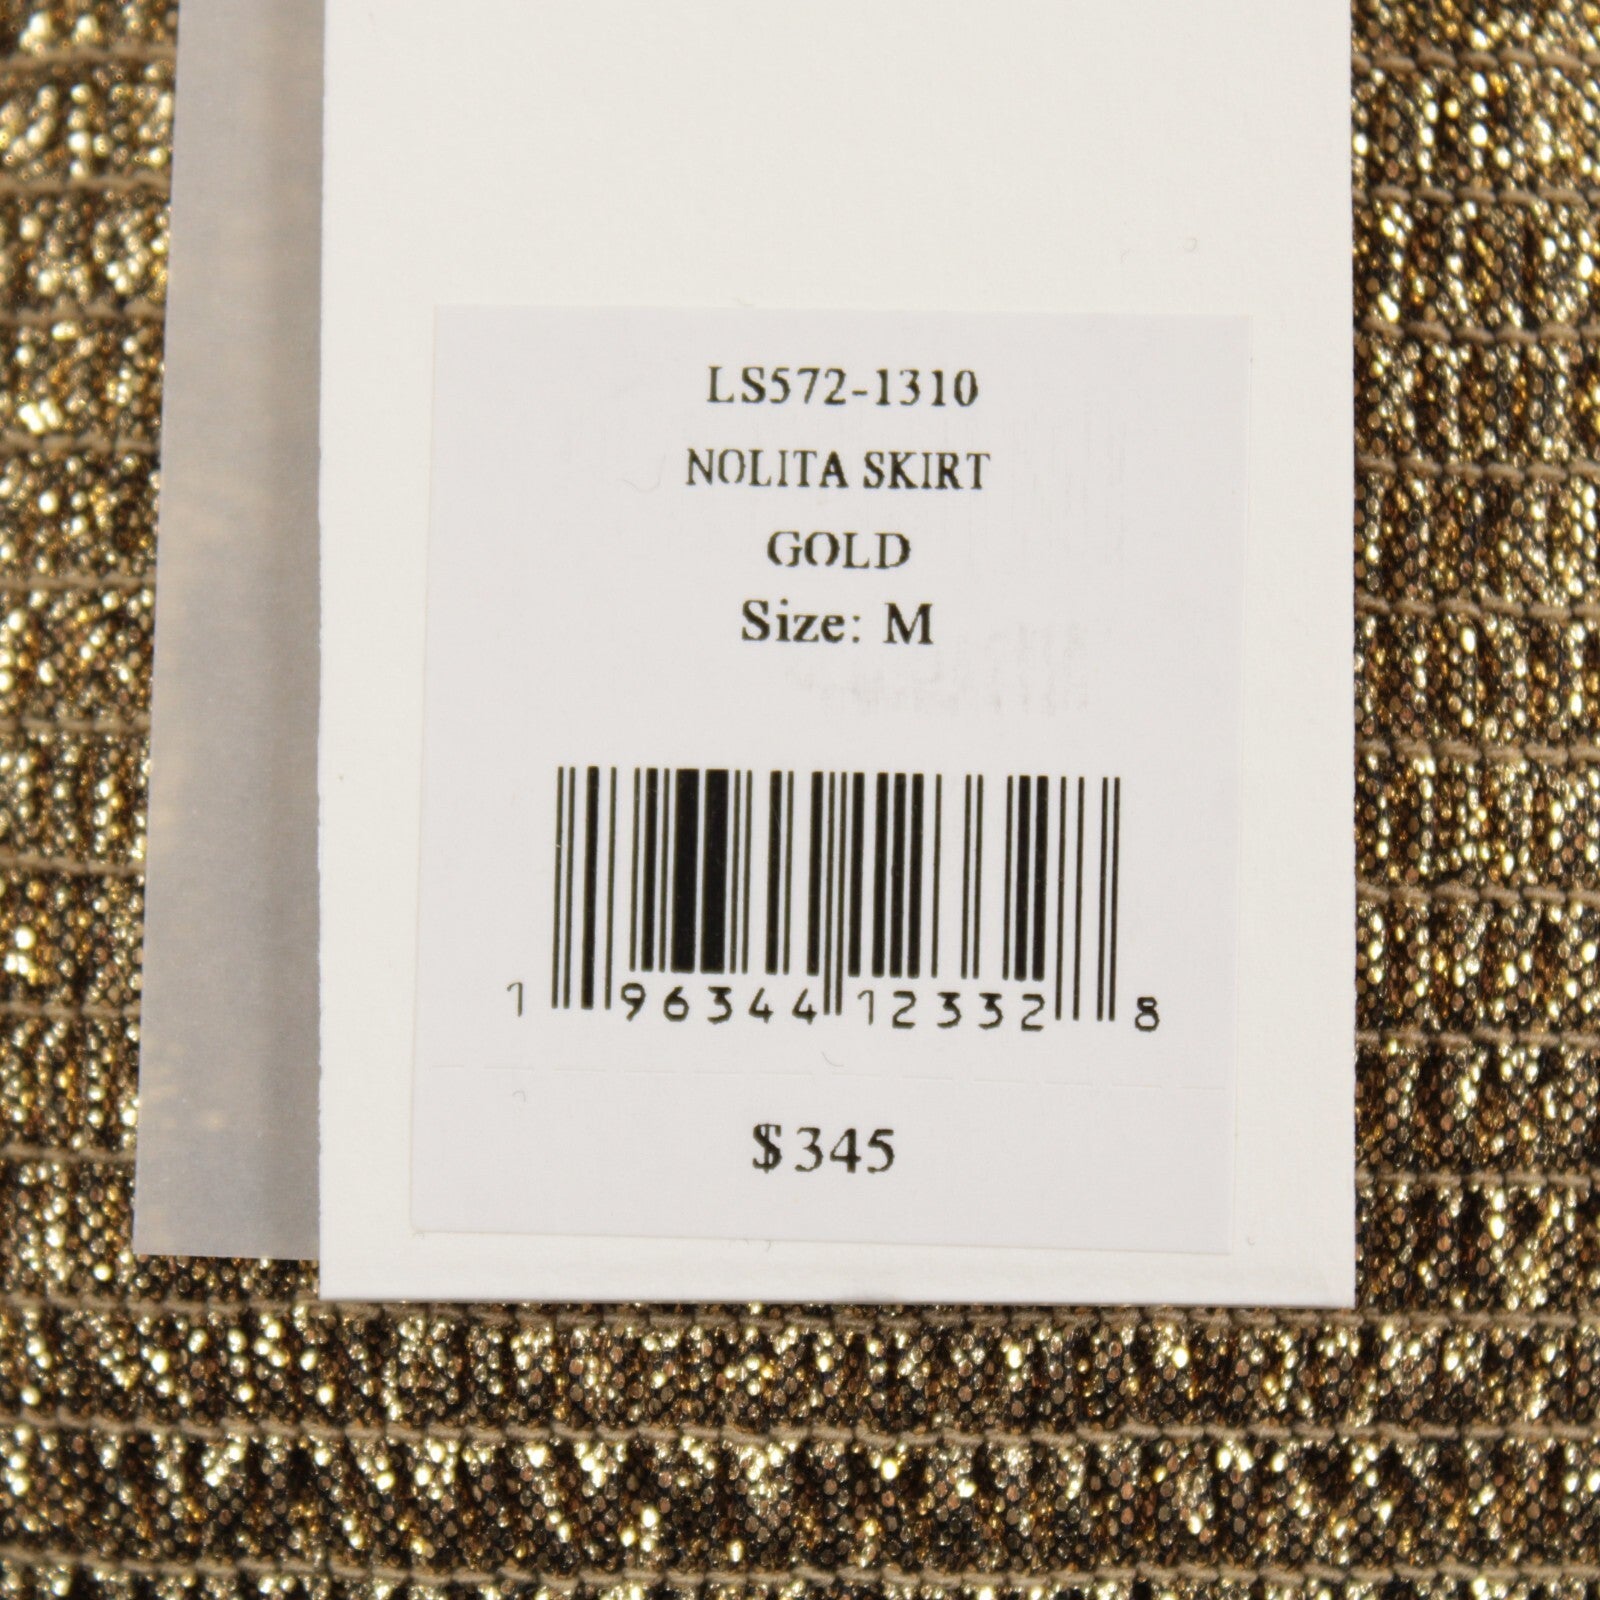 LS572-1310
NOLITA SKIRT
GOLD
Size: M
1 96344 12332 8
$345